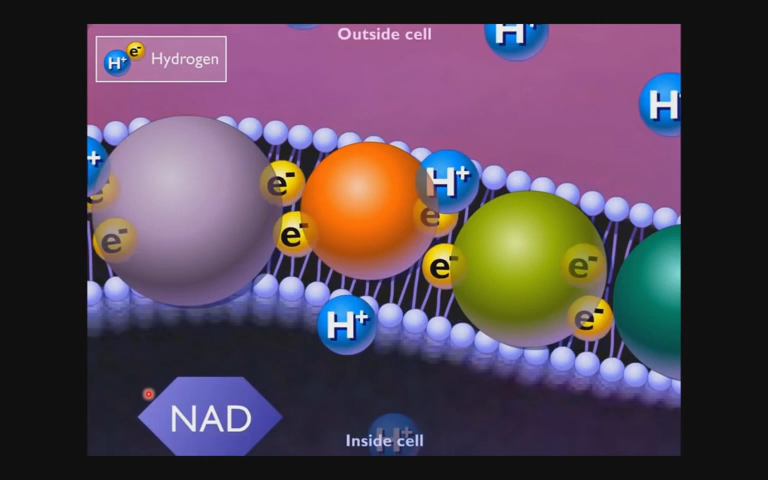 Outside cell
H+ e- Hydrogen
H+
H+
+
e-
e-
e-
e-
H+
e-
e-
e-
e-
H+
NAD
H+
Inside cell